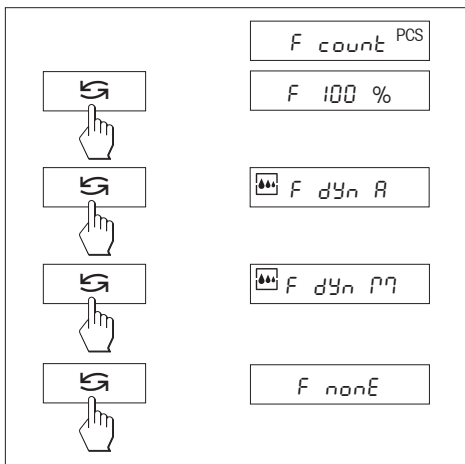 F count PCS
F 100 %
F dYn A
F dYn M
F nonE